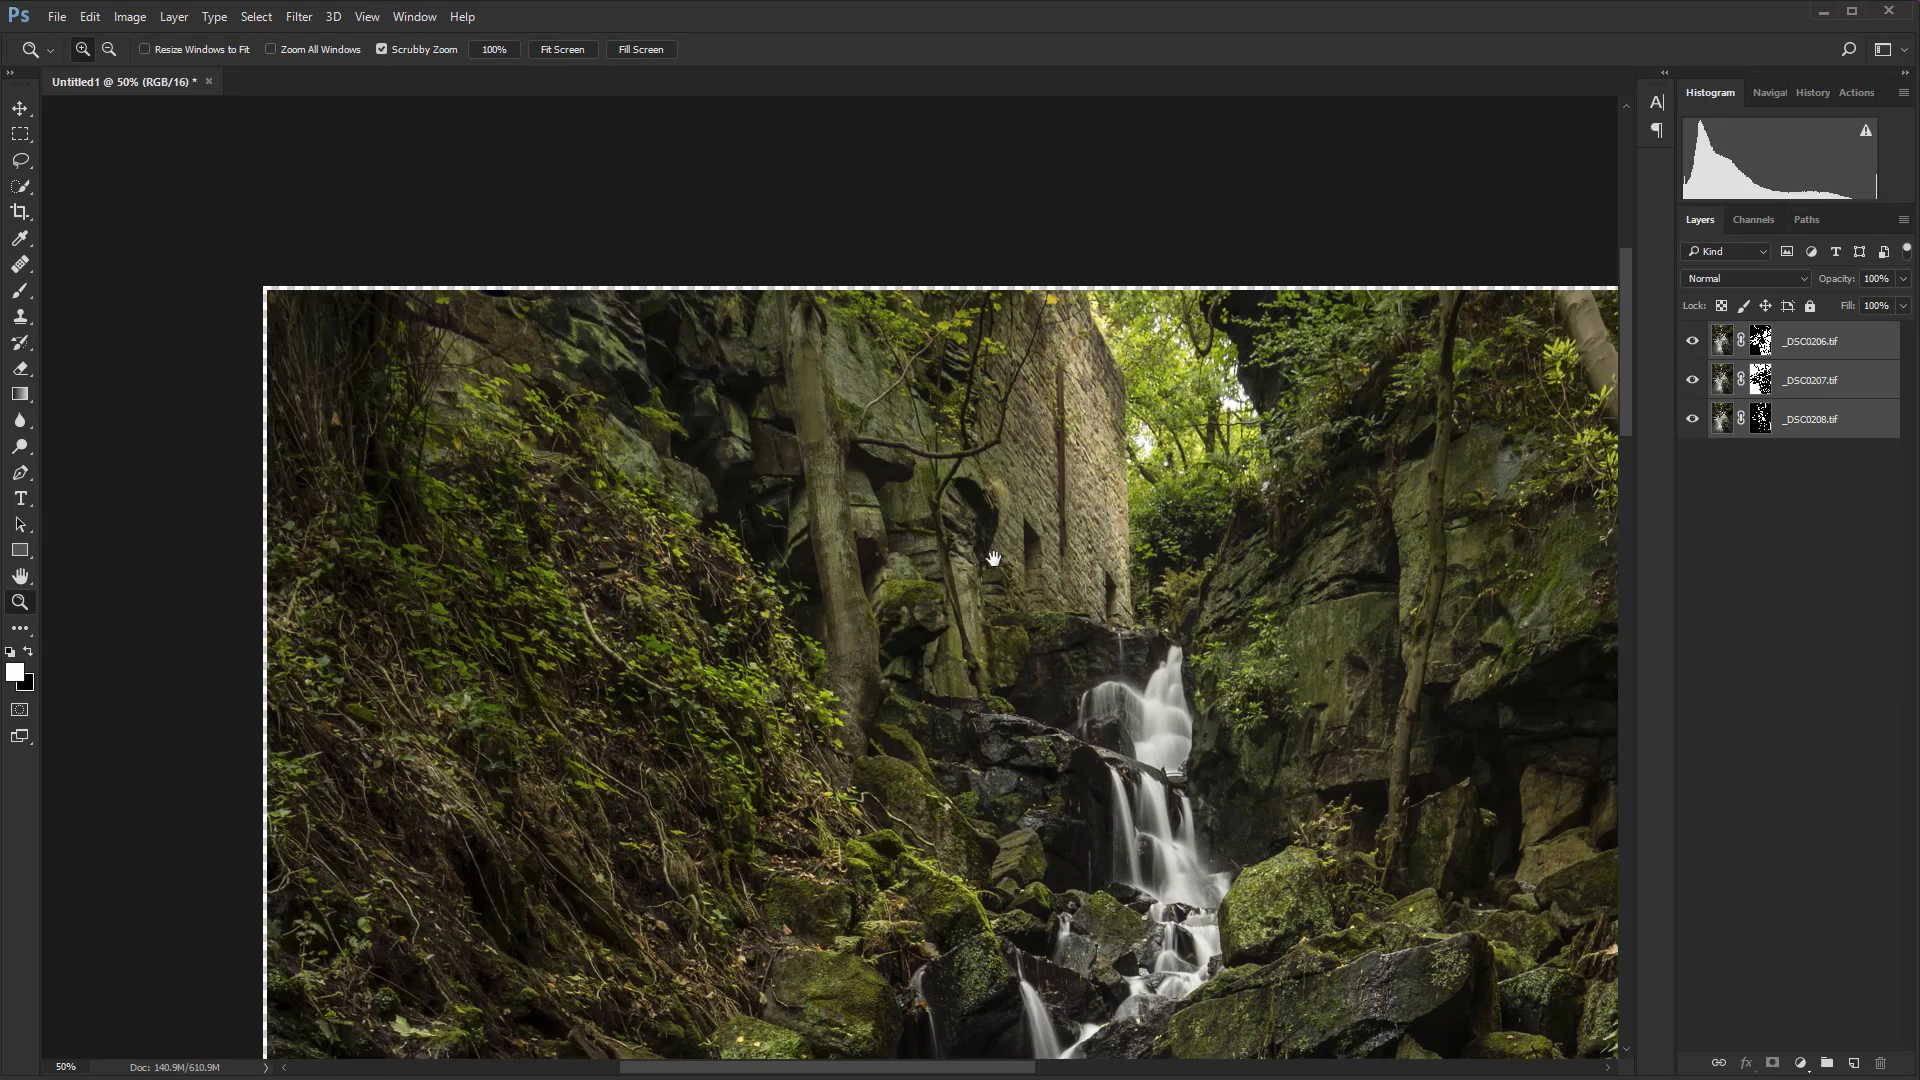 Ps File Edit Image Layer Type Select Filter 3D View Window Help
Resize Windows to Fit Zoom All Windows Scrubby Zoom 100% Fit Screen Fill Screen
Untitled1 @ 50% (RGB/16) *
Histogram Navigat History Actions
Layers Channels Paths
Kind
Normal Opacity: 100%
Lock: Fill: 100%
_DSC0206.tif
_DSC0207.tif
_DSC0208.tif
50% Doc: 140.9M/610.9M